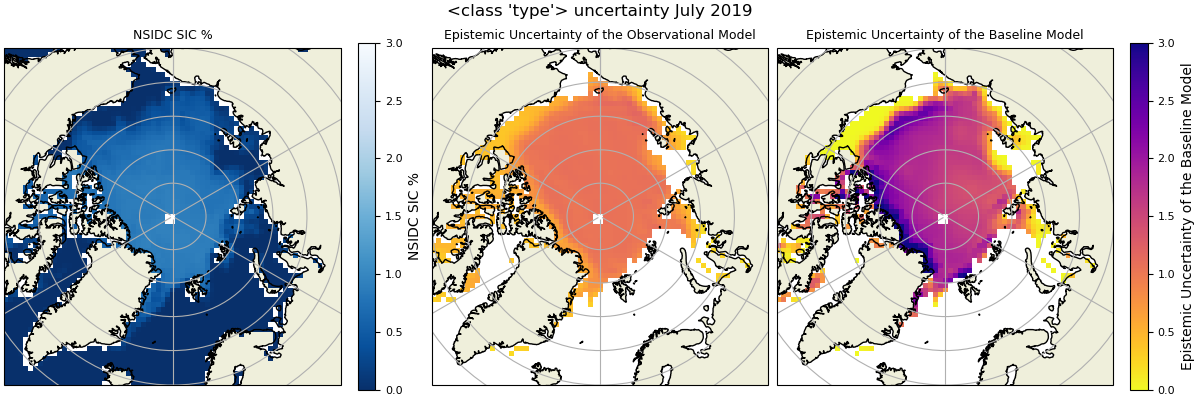 <class 'type'> uncertainty July 2019
NSIDC SIC %
Epistemic Uncertainty of the Observational Model
Epistemic Uncertainty of the Baseline Model
3.0
2.5
2.0
1.5
1.0
0.5
0.0
NSIDC SIC %
3.0
2.5
2.0
1.5
1.0
0.5
0.0
Epistemic Uncertainty of the Baseline Model